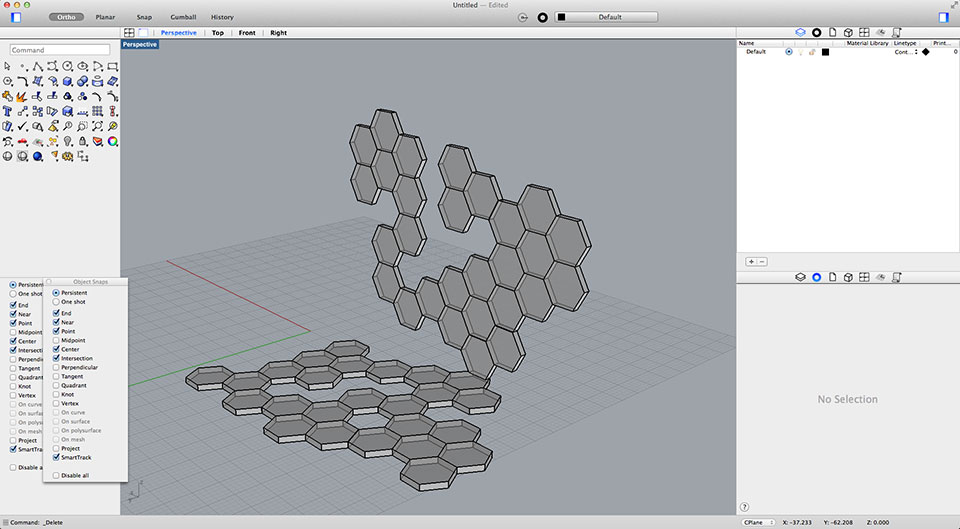 Untitled — Edited
Ortho Planar Snap Gumball History Default
Perspective Top Front Right
Perspective
Command
Name Material Library Linetype Print...
Default Cont... 0
Object Snaps
Persistent
One shot
End
Near
Point
Midpoint
Center
Intersecti
Perpendic
Tangent
Quadrant
Knot
Vertex
On curve
On surfac
On polysu
On mesh
Project
SmartTrac
Disable a
Persistent
One shot
End
Near
Point
Midpoint
Center
Intersection
Perpendicular
Tangent
Quadrant
Knot
Vertex
On curve
On surface
On polysurface
On mesh
Project
SmartTrack
Disable all
No Selection
Command: _Delete
CPlane X: -37.233 Y: -62.208 Z: 0.000